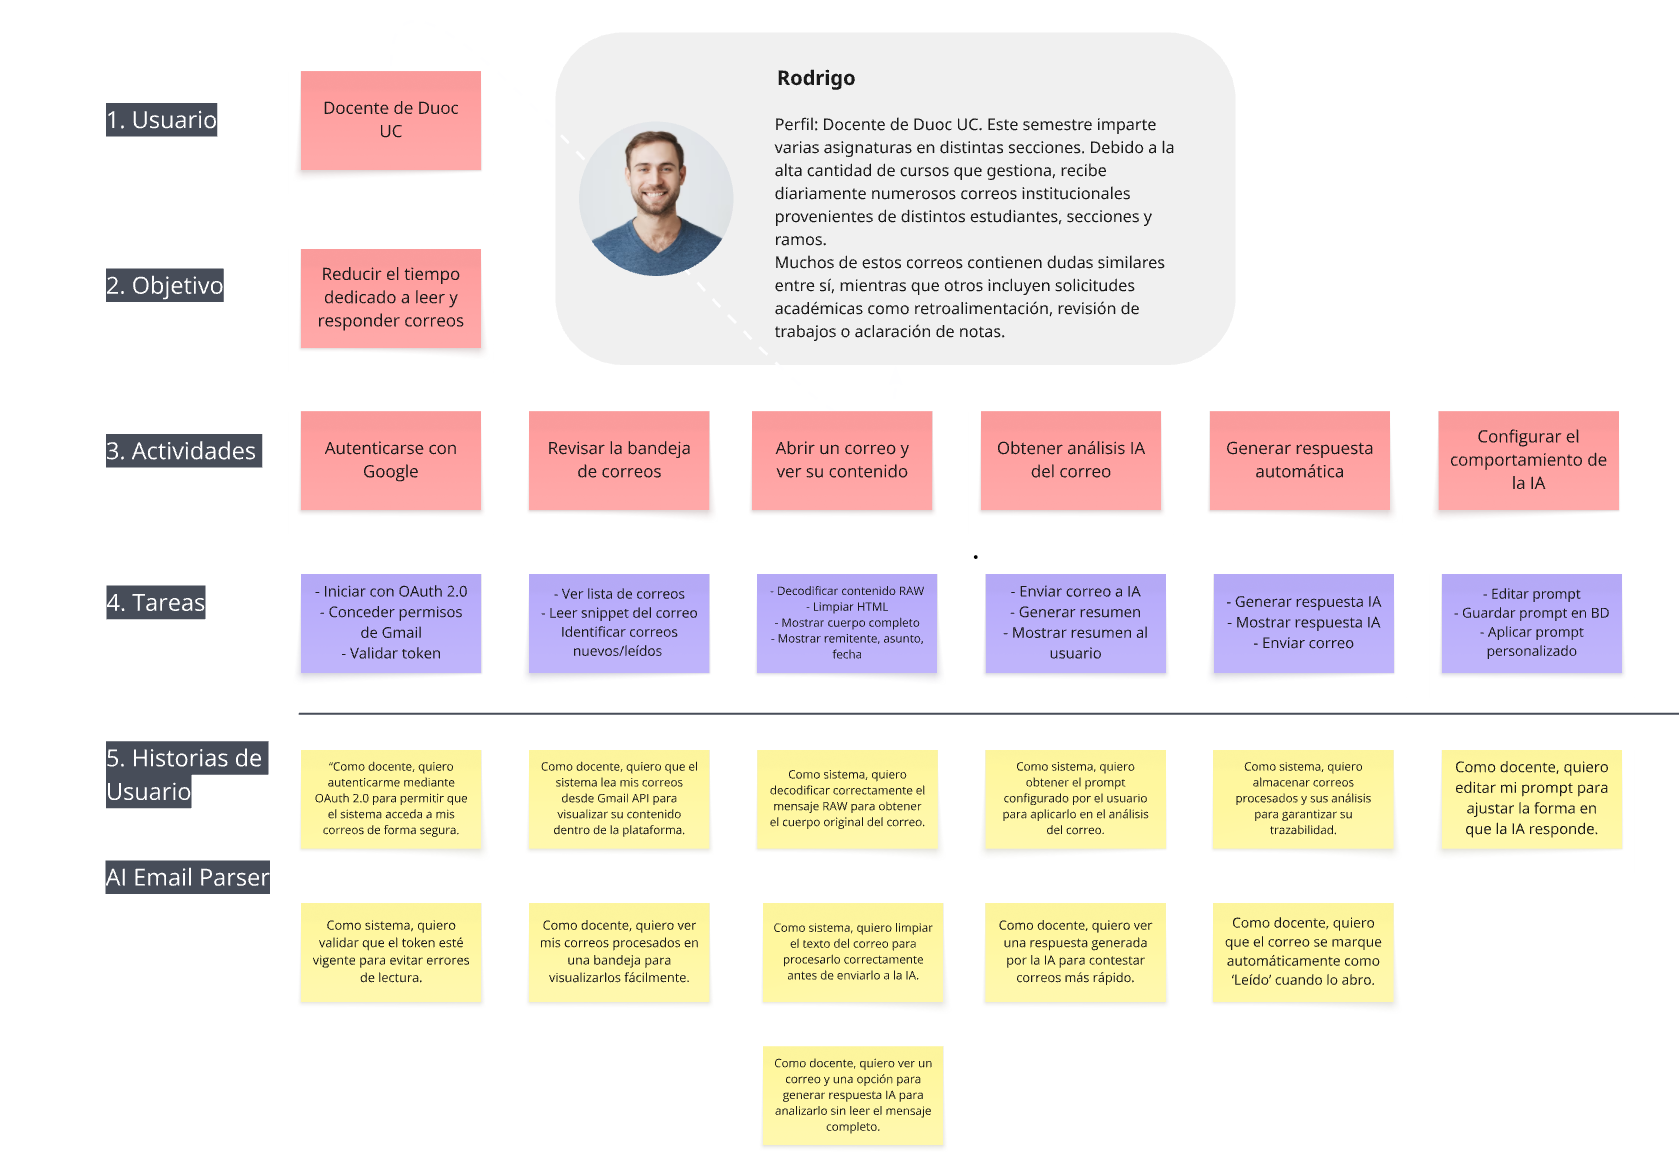 1. Usuario
Docente de Duoc
UC
Rodrigo
Perfil: Docente de Duoc UC. Este semestre imparte
varias asignaturas en distintas secciones. Debido a la
alta cantidad de cursos que gestiona, recibe
diariamente numerosos correos institucionales
provenientes de distintos estudiantes, secciones y
ramos.
Muchos de estos correos contienen dudas similares
entre sí, mientras que otros incluyen solicitudes
académicas como retroalimentación, revisión de
trabajos o aclaración de notas.
2. Objetivo
Reducir el tiempo
dedicado a leer y
responder correos
3. Actividades
Autenticarse con
Google
Revisar la bandeja
de correos
Abrir un correo y
ver su contenido
Obtener análisis IA
del correo
Generar respuesta
automática
Configurar el
comportamiento de
la IA
4. Tareas
- Iniciar con OAuth 2.0
- Conceder permisos
de Gmail
- Validar token
- Ver lista de correos
- Leer snippet del correo
Identificar correos
nuevos/leídos
- Decodificar contenido RAW
- Limpiar HTML
- Mostrar cuerpo completo
- Mostrar remitente, asunto,
fecha
- Enviar correo a IA
- Generar resumen
- Mostrar resumen al
usuario
- Generar respuesta IA
- Mostrar respuesta IA
- Enviar correo
- Editar prompt
- Guardar prompt en BD
- Aplicar prompt
personalizado
5. Historias de
Usuario
“Como docente, quiero
autenticarme mediante
OAuth 2.0 para permitir que
el sistema acceda a mis
correos de forma segura.
Como docente, quiero que el
sistema lea mis correos
desde Gmail API para
visualizar su contenido
dentro de la plataforma.
Como sistema, quiero
decodificar correctamente el
mensaje RAW para obtener
el cuerpo original del correo.
Como sistema, quiero
obtener el prompt
configurado por el usuario
para aplicarlo en el análisis
del correo.
Como sistema, quiero
almacenar correos
procesados y sus análisis
para garantizar su
trazabilidad.
Como docente, quiero
editar mi prompt para
ajustar la forma en
que la IA responde.
AI Email Parser
Como sistema, quiero
validar que el token esté
vigente para evitar errores
de lectura.
Como docente, quiero ver
mis correos procesados en
una bandeja para
visualizarlos fácilmente.
Como sistema, quiero limpiar
el texto del correo para
procesarlo correctamente
antes de enviarlo a la IA.
Como docente, quiero ver
una respuesta generada
por la IA para contestar
correos más rápido.
Como docente, quiero
que el correo se marque
automáticamente como
‘Leído’ cuando lo abro.
Como docente, quiero ver un
correo y una opción para
generar respuesta IA para
analizarlo sin leer el mensaje
completo.